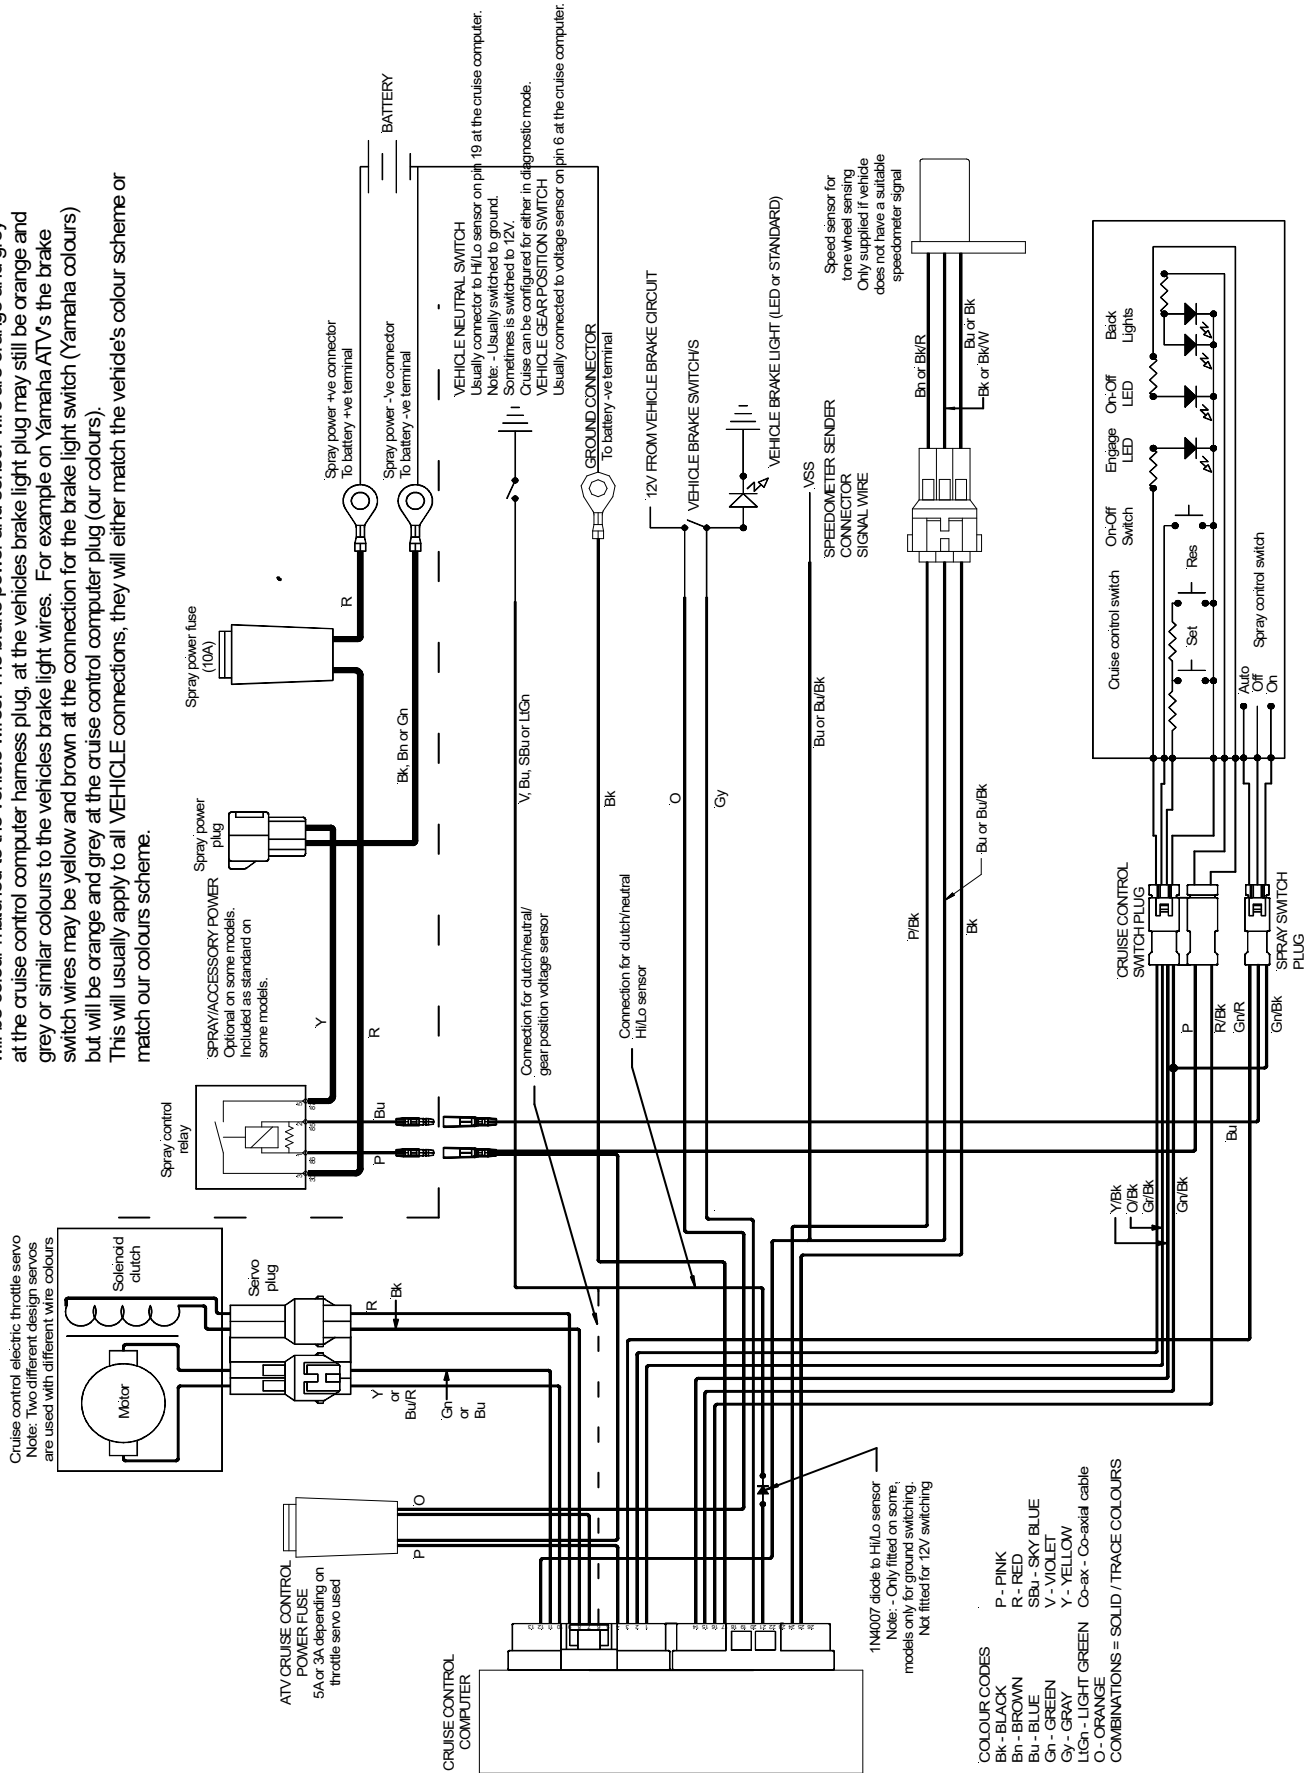 at the cruise control computer harness plug, at the vehicles brake light plug may still be orange and
grey or similar colours to the vehicles brake light wires.  For example on Yamaha ATV's the brake
switch wires may be yellow and brown at the connection for the brake light switch (Yamaha colours)
but will be orange and grey at the cruise control computer plug (our colours).
This will usually apply to all VEHICLE connections, they will either match the vehicle's colour scheme or
match our colours scheme.
Cruise control electric throttle servo
Note: Two different design servos
are used with different wire colours
Motor
Solenoid
clutch
Servo
plug
R
Bk
Y
or
Bu/R
Gn
or
Bu
Spray control
relay
P
Bu
Y
R
SPRAY/ACCESSORY POWER
Optional on some models.
Included as standard on
some models.
Spray power
plug
Bk, Bn or Gn
Spray power fuse
(10A)
R
Spray power +ve connector
To battery +ve terminal
Spray power -ve connector
To battery -ve terminal
BATTERY
VEHICLE NEUTRAL SWITCH
Usually connector to Hi/Lo sensor on pin 19 at the cruise computer.
Note: - Usually switched to ground.
Sometimes is switched to 12V.
Cruise can be configured for either in diagnostic mode.
VEHICLE GEAR POSITION SWITCH
Usually connected to voltage sensor on pin 6 at the cruise computer.
GROUND CONNECTOR
To battery -ve terminal
V, Bu, SBu or LtGn
Bk
Connection for clutch/neutral/
gear position voltage sensor
Connection for clutch/neutral
Hi/Lo sensor
12V FROM VEHICLE BRAKE CIRCUIT
VEHICLE BRAKE SWITCH/S
VEHICLE BRAKE LIGHT (LED or STANDARD)
O
Gy
VSS
SPEEDOMETER SENDER
CONNECTOR
SIGNAL WIRE
Bu or Bu/Bk
Speed sensor for
tone wheel sensing
Only supplied if vehicle
does not have a suitable
speedometer signal
Bn or Bk/R
Bu or Bk
Bk or Bk/W
P/Bk
Bu or Bu/Bk
Bk
ATV CRUISE CONTROL
POWER FUSE
5A or 3A depending on
throttle servo used
P
O
CRUISE CONTROL
COMPUTER
1N4007 diode to Hi/Lo sensor
Note: - Only fitted on some
models only for ground switching.
Not fitted for 12V switching
CRUISE CONTROL
SWITCH PLUG
SPRAY SWITCH
PLUG
P
R/Bk
Gn/R
Gn/Bk
Bu
Y/Bk
O/Bk
Gr/Bk
Gn/Bk
Cruise control switch
On-Off
Switch
Engage
LED
On-Off
LED
Back
Lights
Set
Res
Spray control switch
Auto
Off
On
COLOUR CODES
Bk - BLACK
Bn - BROWN
Bu - BLUE
Gn - GREEN
Gy - GRAY
LtGn - LIGHT GREEN
O - ORANGE
P - PINK
R - RED
SBu - SKY BLUE
V - VIOLET
Y - YELLOW
Co-ax - Co-axial cable
COMBINATIONS = SOLID / TRACE COLOURS